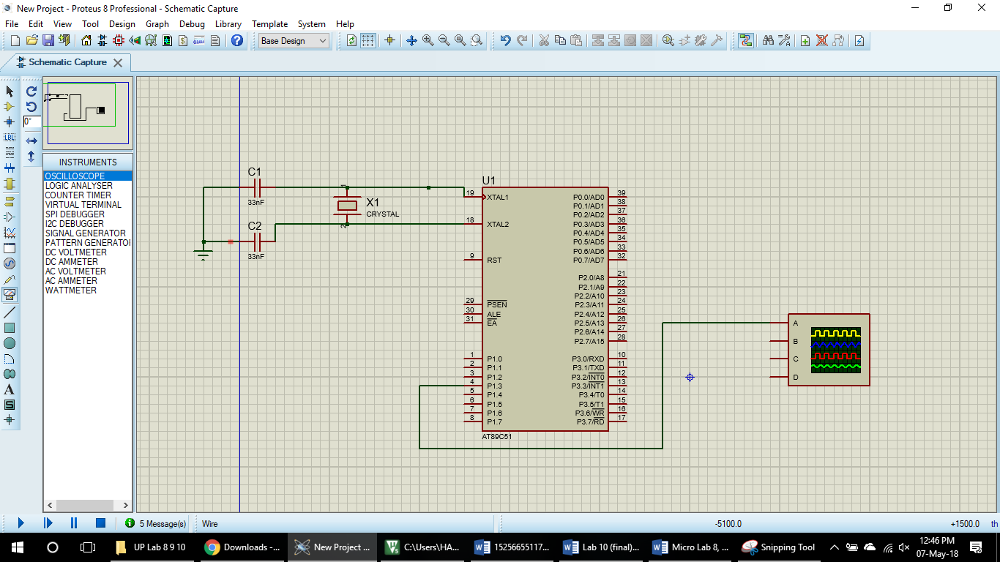 New Project - Proteus 8 Professional - Schematic Capture
File Edit View Tool Design Graph Debug Library Template System Help
Base Design
Schematic Capture
0°
LBL
A
S
INSTRUMENTS
OSCILLOSCOPE
LOGIC ANALYSER
COUNTER TIMER
VIRTUAL TERMINAL
SPI DEBUGGER
I2C DEBUGGER
SIGNAL GENERATOR
PATTERN GENERATOR
DC VOLTMETER
DC AMMETER
AC VOLTMETER
AC AMMETER
WATTMETER
C1
33nF
C2
33nF
X1
CRYSTAL
1
2
U1
19 XTAL1
18 XTAL2
9 RST
29 PSEN
30 ALE
31 EA
1 P1.0
2 P1.1
3 P1.2
4 P1.3
5 P1.4
6 P1.5
7 P1.6
8 P1.7
P0.0/AD0 39
P0.1/AD1 38
P0.2/AD2 37
P0.3/AD3 36
P0.4/AD4 35
P0.5/AD5 34
P0.6/AD6 33
P0.7/AD7 32
P2.0/A8 21
P2.1/A9 22
P2.2/A10 23
P2.3/A11 24
P2.4/A12 25
P2.5/A13 26
P2.6/A14 27
P2.7/A15 28
P3.0/RXD 10
P3.1/TXD 11
P3.2/INT0 12
P3.3/INT1 13
P3.4/T0 14
P3.5/T1 15
P3.6/WR 16
P3.7/RD 17
AT89C51
A
B
C
D
5 Message(s)
Wire
-5100.0
+1500.0
th
UP Lab 8 9 10
Downloads -...
New Project ...
C:\Users\HA...
15256655117...
Lab 10 (final)...
Micro Lab 8, ...
Snipping Tool
12:46 PM
07-May-18